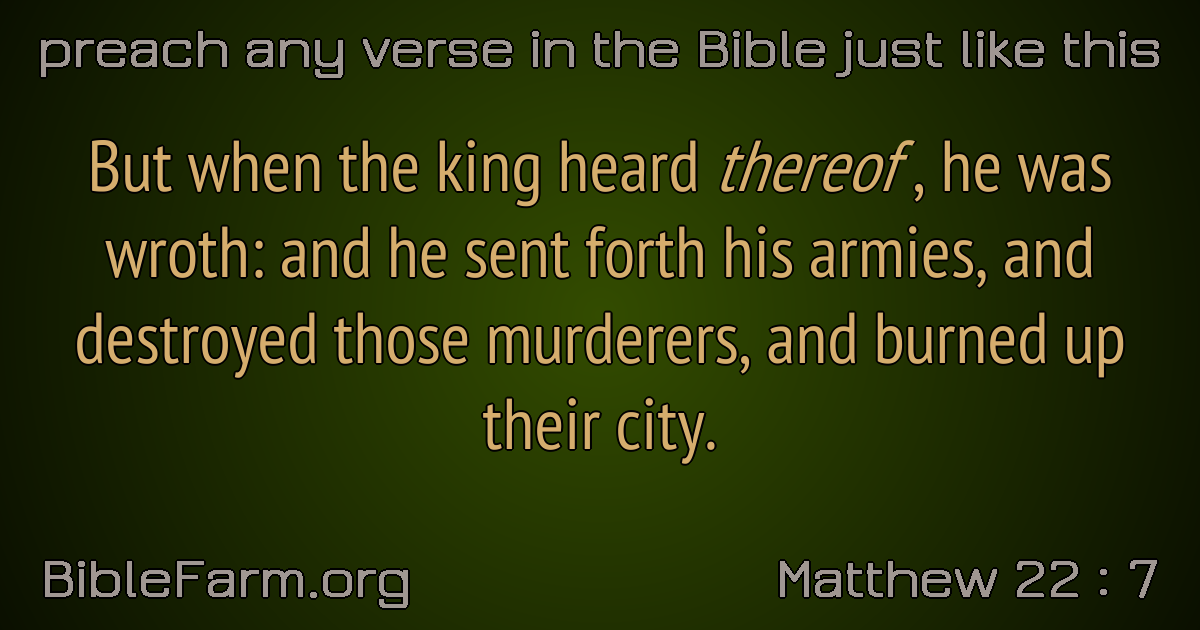 preach any verse in the Bible just like this
But when the king heard thereof , he was
wroth: and he sent forth his armies, and
destroyed those murderers, and burned up
their city.
BibleFarm.org
Matthew 22 : 7